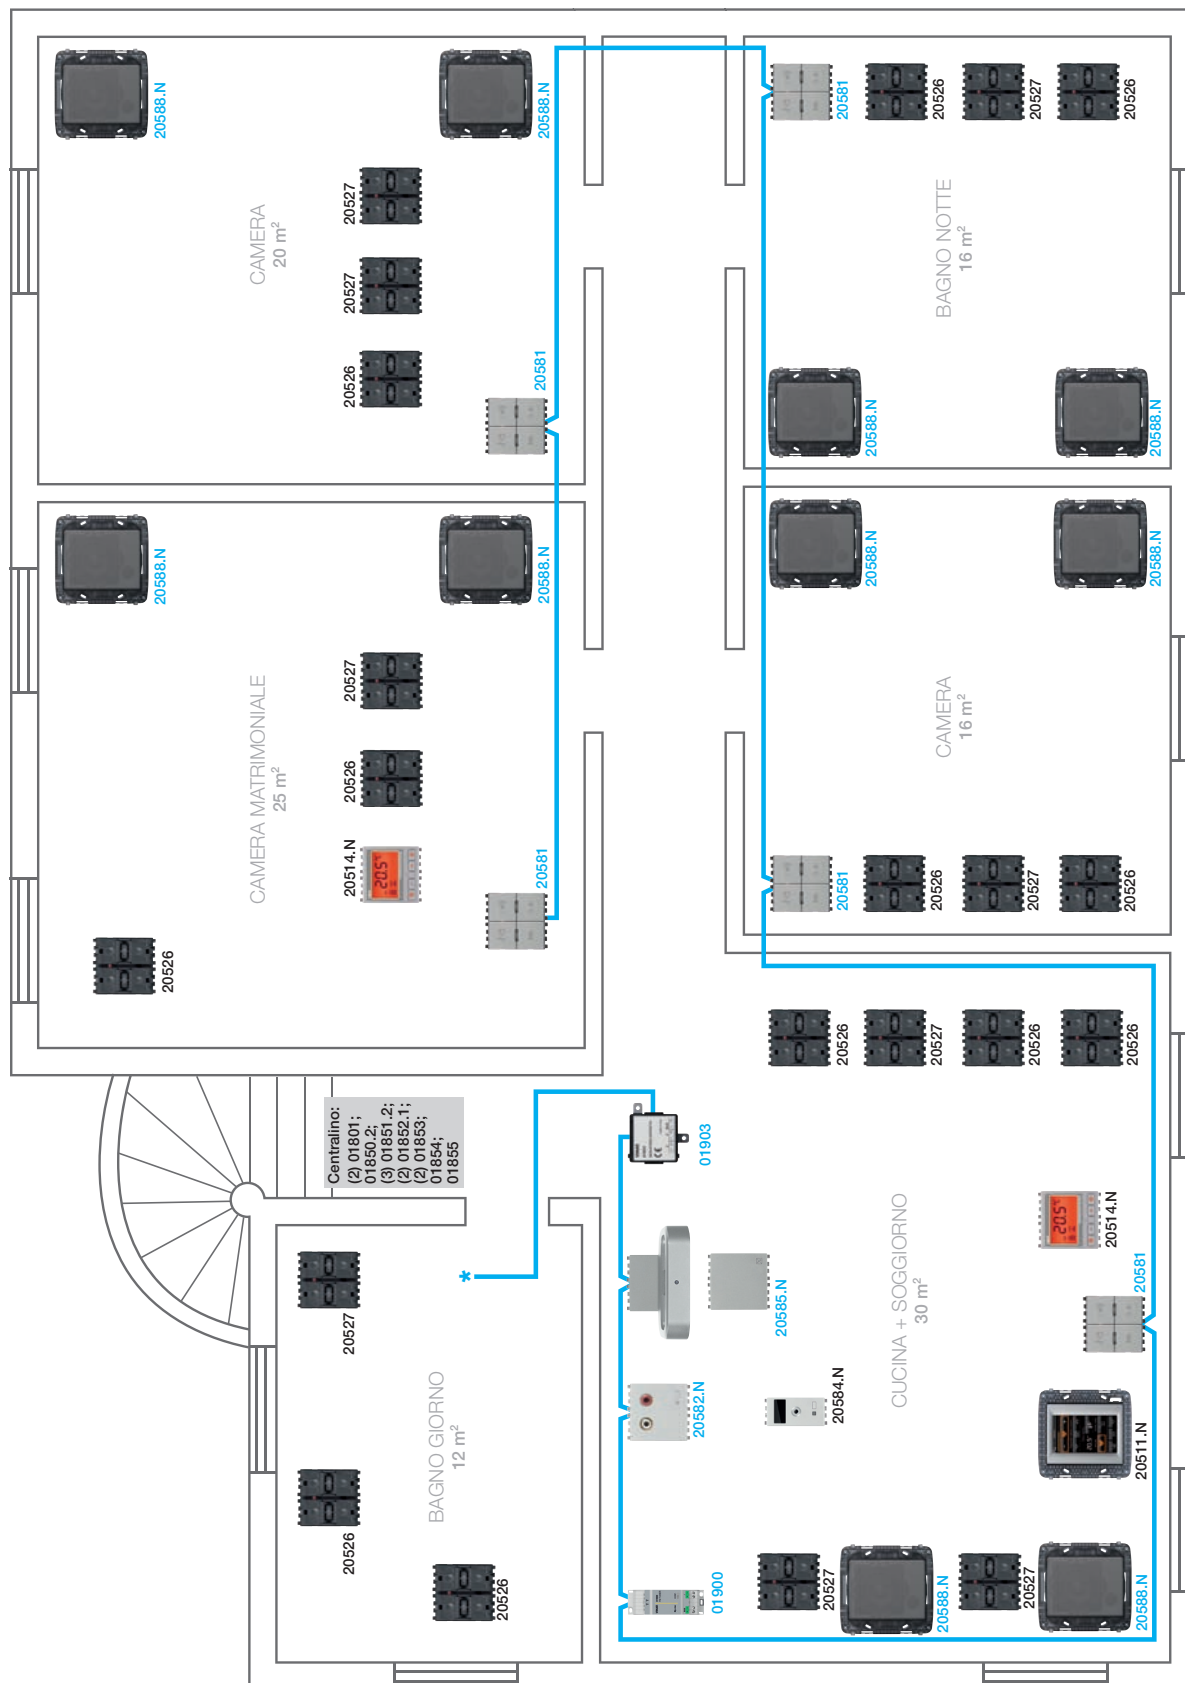 20588.N
20588.N
20527
20527
20526
CAMERA
20 m²
20581
20581
20526
20527
20526
BAGNO NOTTE
16 m²
20588.N
20588.N
20588.N
20588.N
20527
20526
20514.N
CAMERA MATRIMONIALE
25 m²
20581
20526
20588.N
20588.N
CAMERA
16 m²
20581
20526
20527
20526
Centralino:
(2) 01801;
01850.2;
(3) 01851.2;
(2) 01852.1;
(2) 01853;
01854;
01855
20527
20526
20526
BAGNO GIORNO
12 m²
*
01903
20526
20527
20526
20526
20585.N
20582.N
20584.N
CUCINA + SOGGIORNO
30 m²
20.5°
20514.N
20581
20511.N
01900
20527
20588.N
20527
20588.N